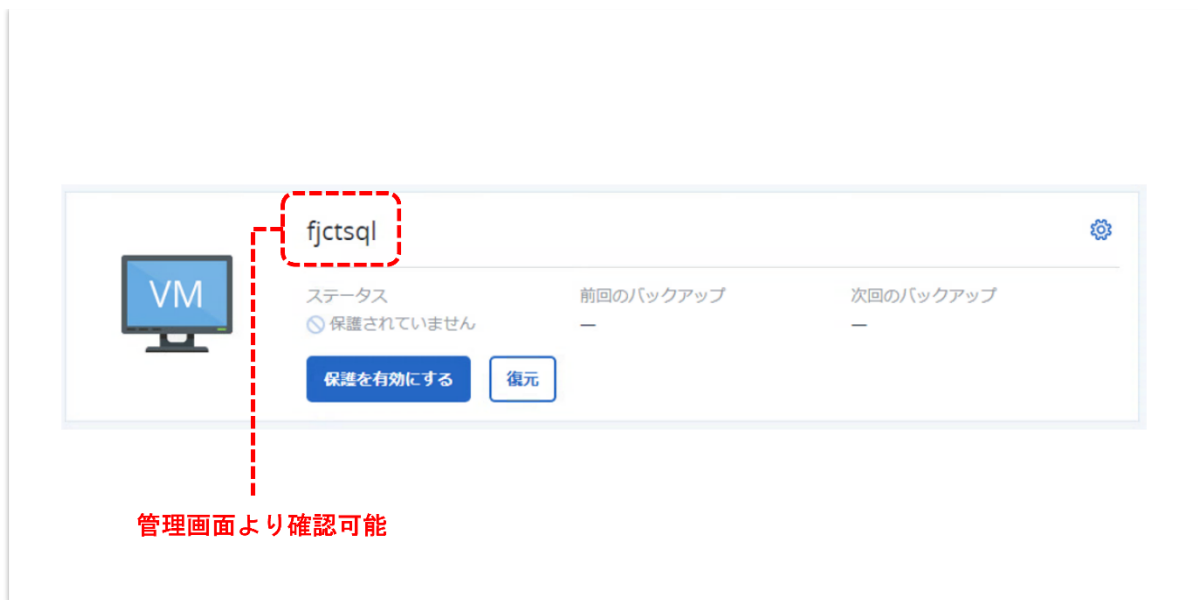 fjctsql
VM
ステータス 前回のバックアップ 次回のバックアップ
保護されていません — —
保護を有効にする 復元
管理画面より確認可能